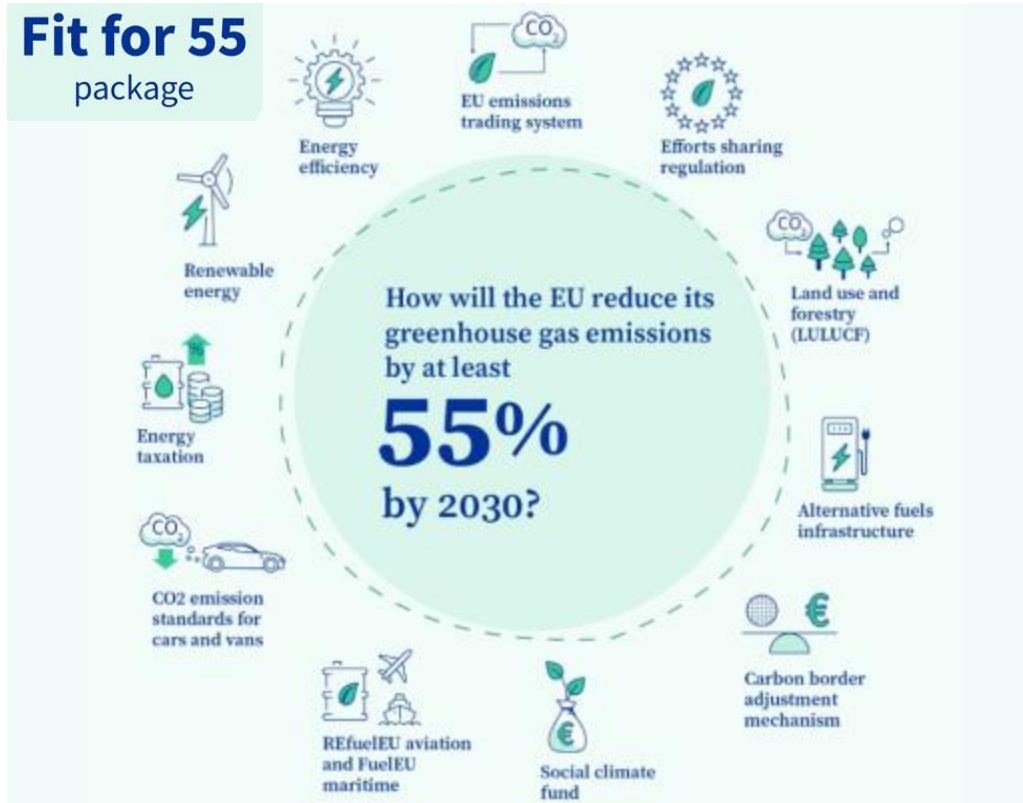 Fit for 55
package
CO2
EU emissions
trading system
Energy
efficiency
Efforts sharing
regulation
Renewable
energy
CO2
Land use and
forestry
(LULUCF)
How will the EU reduce its
greenhouse gas emissions
by at least
55%
by 2030?
%
Energy
taxation
Alternative fuels
infrastructure
CO2
CO2 emission
standards for
cars and vans
€
Carbon border
adjustment
mechanism
REfuelEU aviation
and FuelEU
maritime
€
Social climate
fund